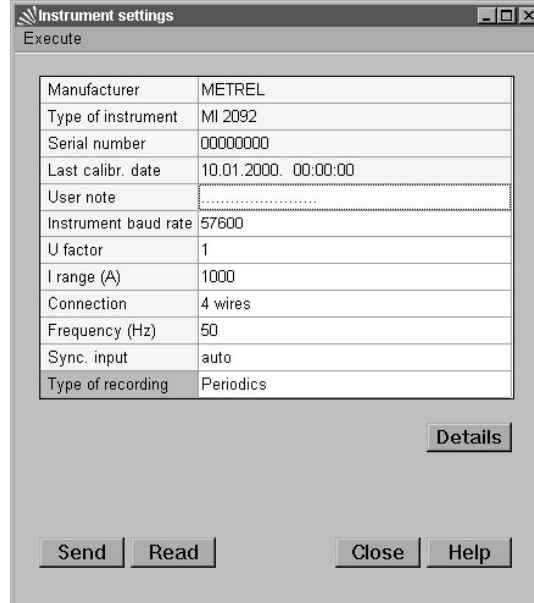 Instrument settings
Execute
Manufacturer METREL
Type of instrument MI 2092
Serial number 00000000
Last calibr. date 10.01.2000. 00:00:00
User note ........................
Instrument baud rate 57600
U factor 1
I range (A) 1000
Connection 4 wires
Frequency (Hz) 50
Sync. input auto
Type of recording Periodics
Details
Send Read Close Help